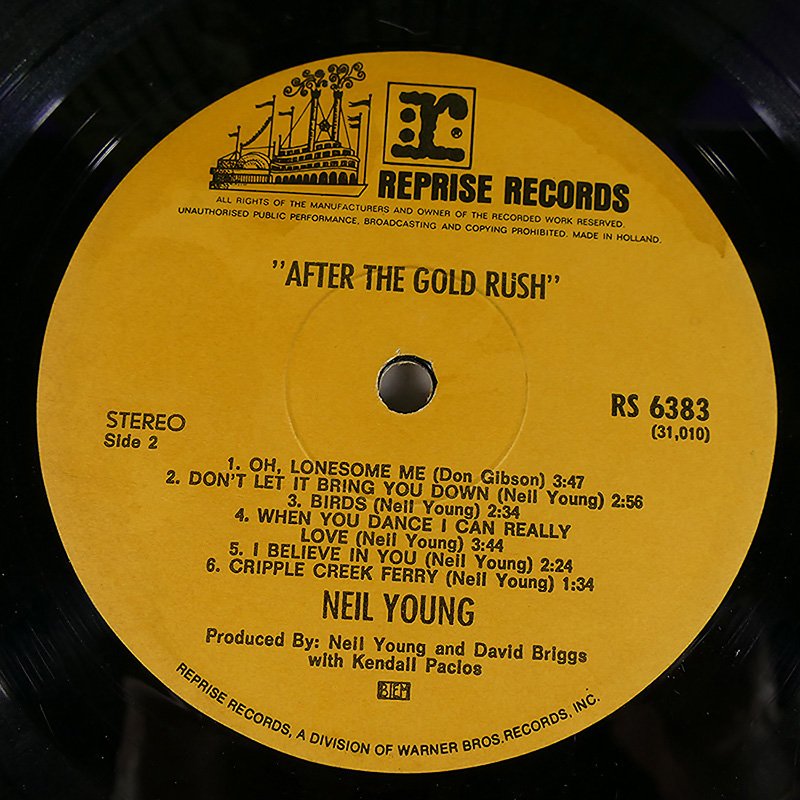 r®
REPRISE RECORDS
ALL RIGHTS OF THE MANUFACTURERS AND OWNER OF THE RECORDED WORK RESERVED.
UNAUTHORISED PUBLIC PERFORMANCE, BROADCASTING AND COPYING PROHIBITED. MADE IN HOLLAND.
"AFTER THE GOLD RUSH"
STEREO
Side 2
RS 6383
(31,010)
1. OH, LONESOME ME (Don Gibson) 3:47
2. DON'T LET IT BRING YOU DOWN (Neil Young) 2:56
3. BIRDS (Neil Young) 2:34
4. WHEN YOU DANCE I CAN REALLY
LOVE (Neil Young) 3:44
5. I BELIEVE IN YOU (Neil Young) 2:24
6. CRIPPLE CREEK FERRY (Neil Young) 1:34
NEIL YOUNG
Produced By: Neil Young and David Briggs
with Kendall Pacios
BIEM
REPRISE RECORDS, A DIVISION OF WARNER BROS. RECORDS, INC.